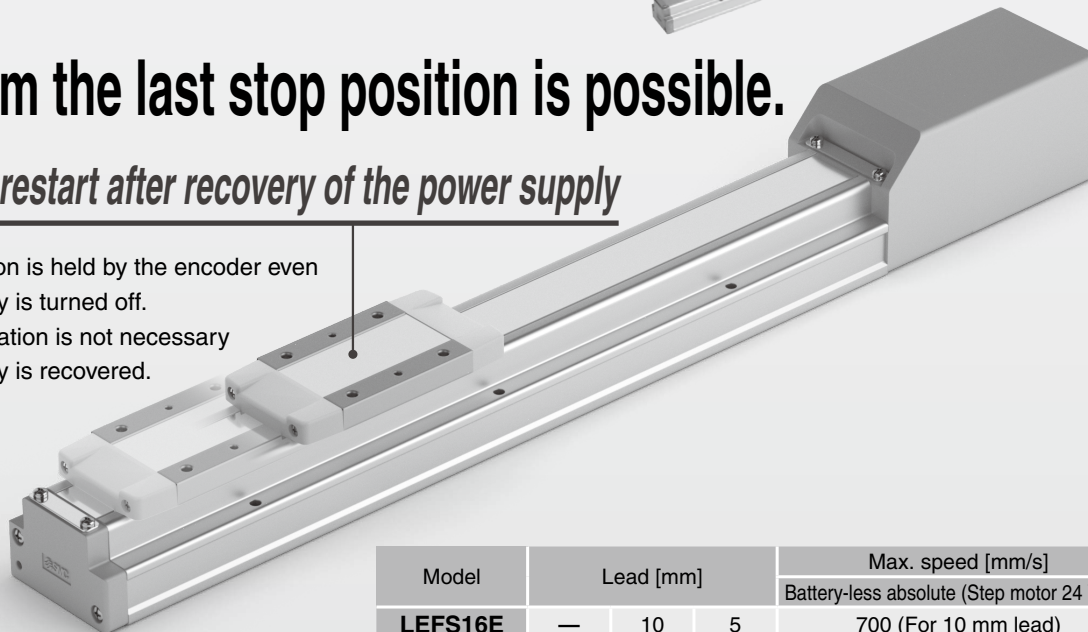 m the last stop position is possible.
restart after recovery of the power supply
on is held by the encoder even
y is turned off.
ation is not necessary
y is recovered.
Model Lead [mm] Max. speed [mm/s]
Battery-less absolute (Step motor 24
LEFS16E — 10 5 700 (For 10 mm lead)